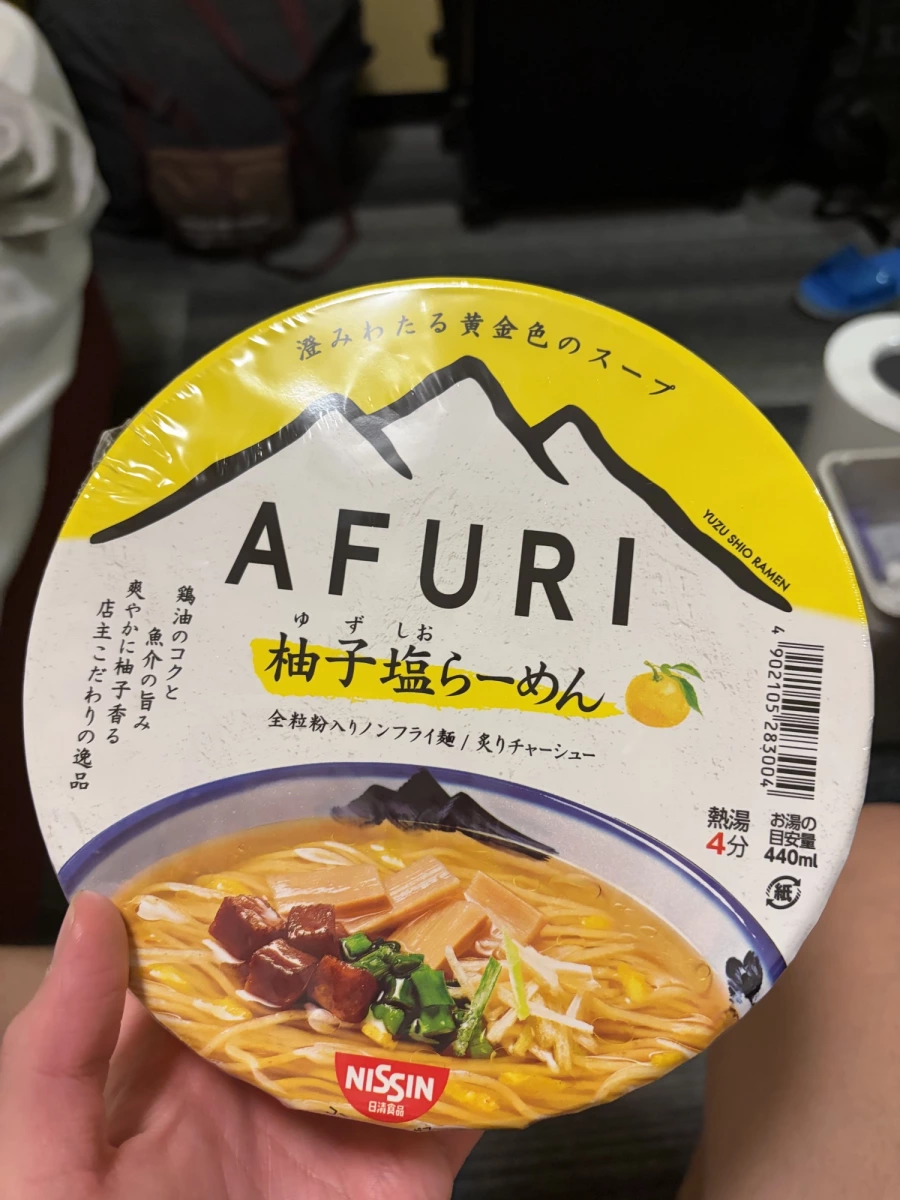 澄みわたる黄金色のスープ
AFURI
YUZU SHIO RAMEN
ゆず しお
柚子塩らーめん
全粒粉入りノンフライ麺 / 炙りチャーシュー
鶏油のコクと
魚介の旨み
爽やかに柚子香る
店主こだわりの逸品
4 902105 283004
熱湯
4分
お湯の
目安量
440ml
紙
NISSIN
日清食品